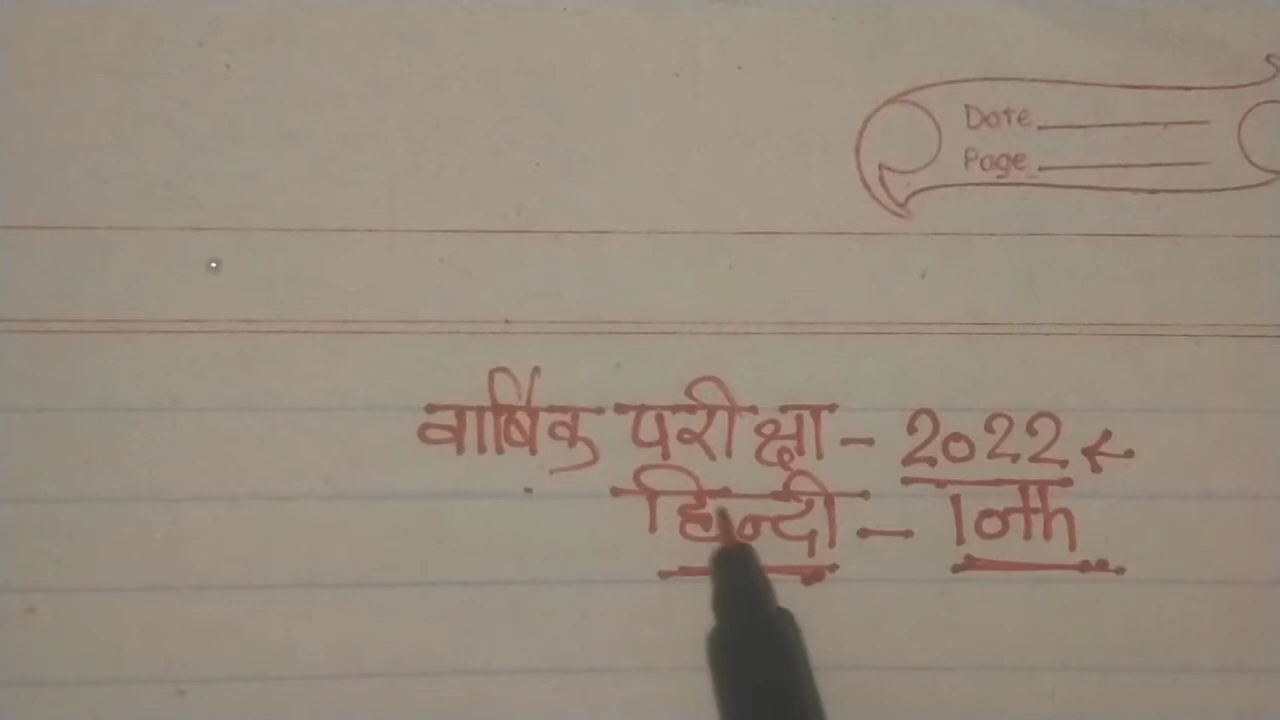 Date
Page
वार्षिक परीक्षा - 2022 ←
हिन्दी - 10th